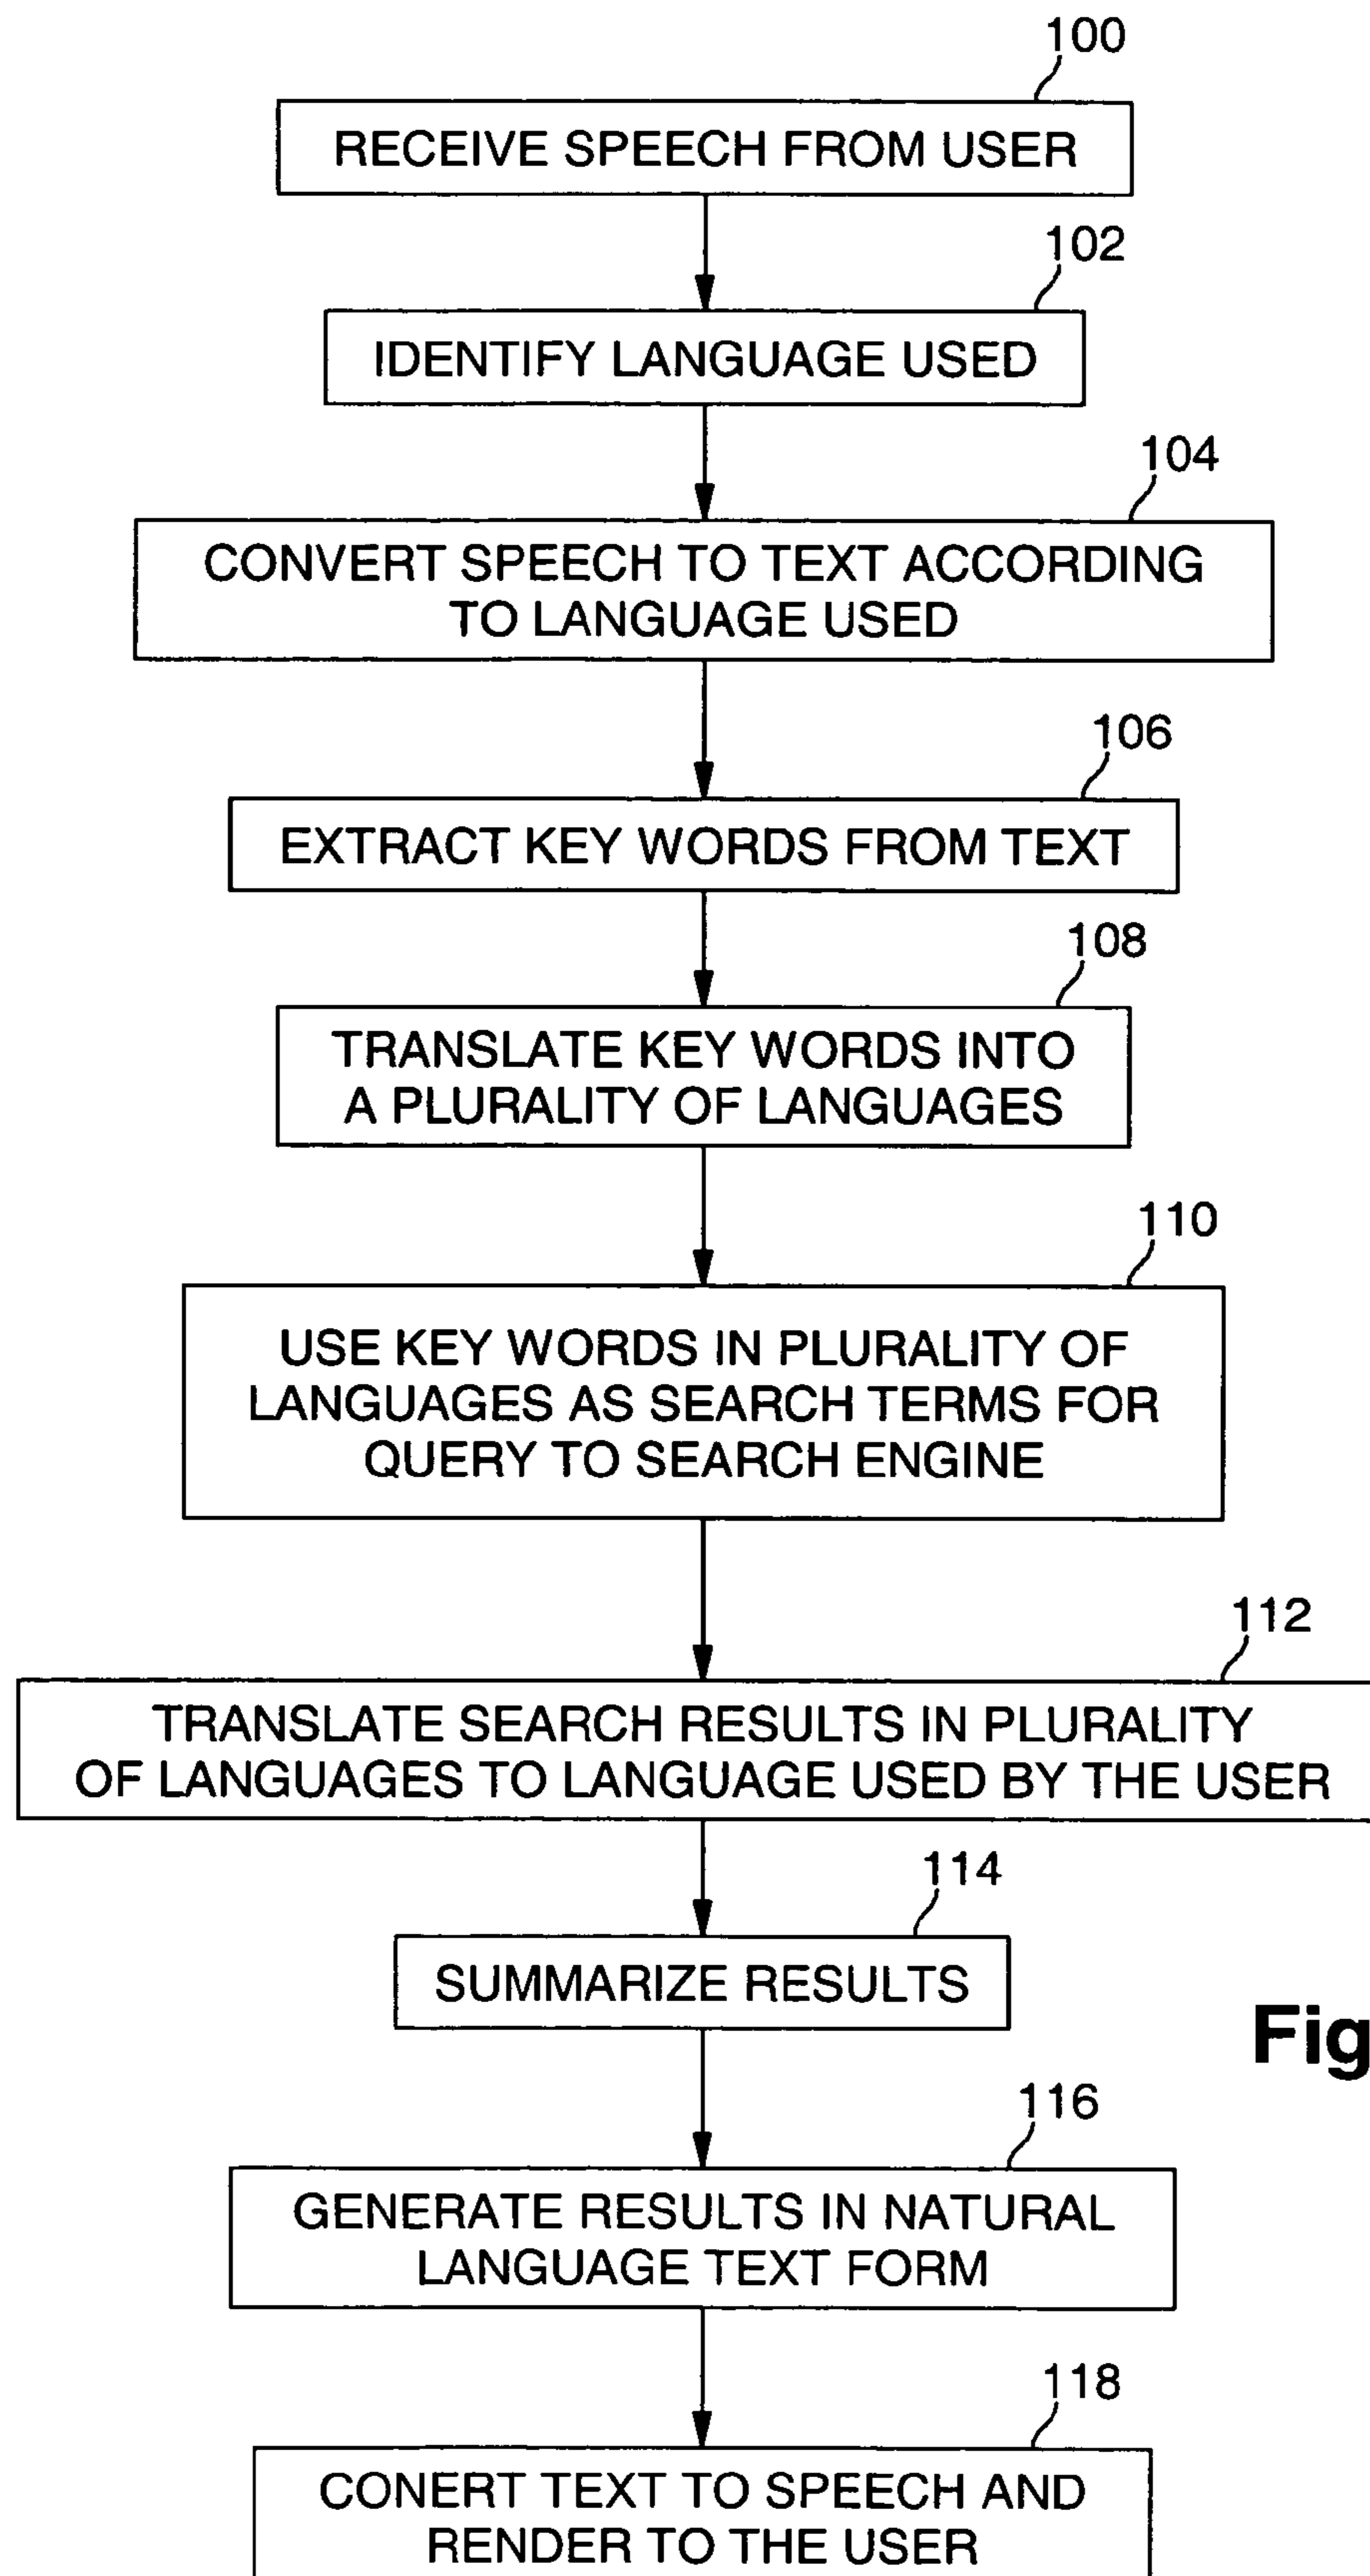 100
RECEIVE SPEECH FROM USER
102
IDENTIFY LANGUAGE USED
104
CONVERT SPEECH TO TEXT ACCORDING
TO LANGUAGE USED
106
EXTRACT KEY WORDS FROM TEXT
108
TRANSLATE KEY WORDS INTO
A PLURALITY OF LANGUAGES
110
USE KEY WORDS IN PLURALITY OF
LANGUAGES AS SEARCH TERMS FOR
QUERY TO SEARCH ENGINE
112
TRANSLATE SEARCH RESULTS IN PLURALITY
OF LANGUAGES TO LANGUAGE USED BY THE USER
114
SUMMARIZE RESULTS
Fig
116
GENERATE RESULTS IN NATURAL
LANGUAGE TEXT FORM
118
CONERT TEXT TO SPEECH AND
RENDER TO THE USER